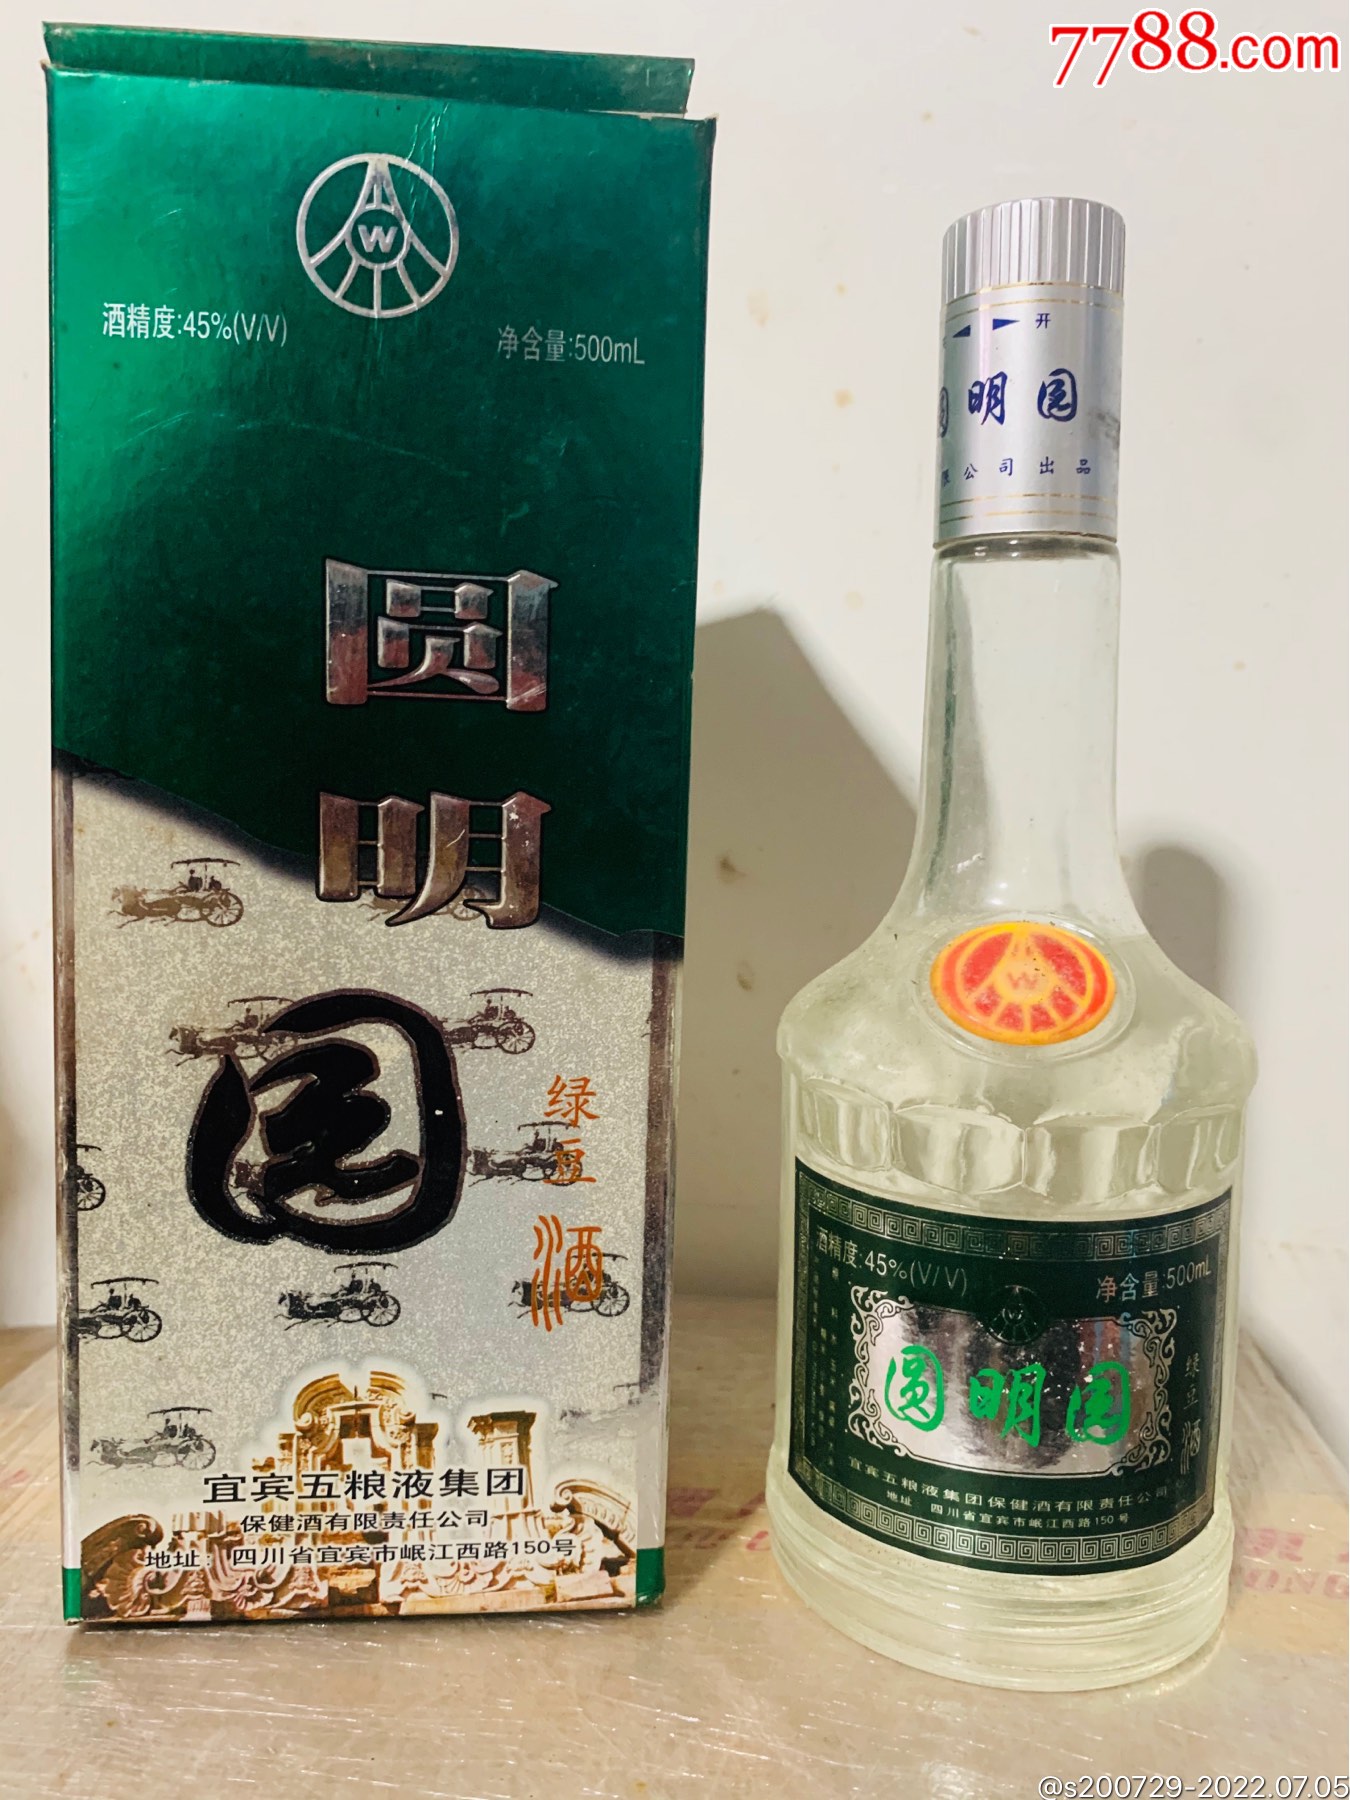 7788.com
W
酒精度:45%(V/V)
净含量:500mL
圆
明
园
绿豆酒
宜宾五粮液集团
保健酒有限责任公司
地址: 四川省宜宾市岷江西路150号
开
圆明园
限公司出品
W
酒精度:45%(V/V)
净含量:500mL
圆明园
绿豆酒
宜宾五粮液集团保健酒有限责任公司
地址 四川省宜宾市岷江西路150号
@s200729-2022.07.05